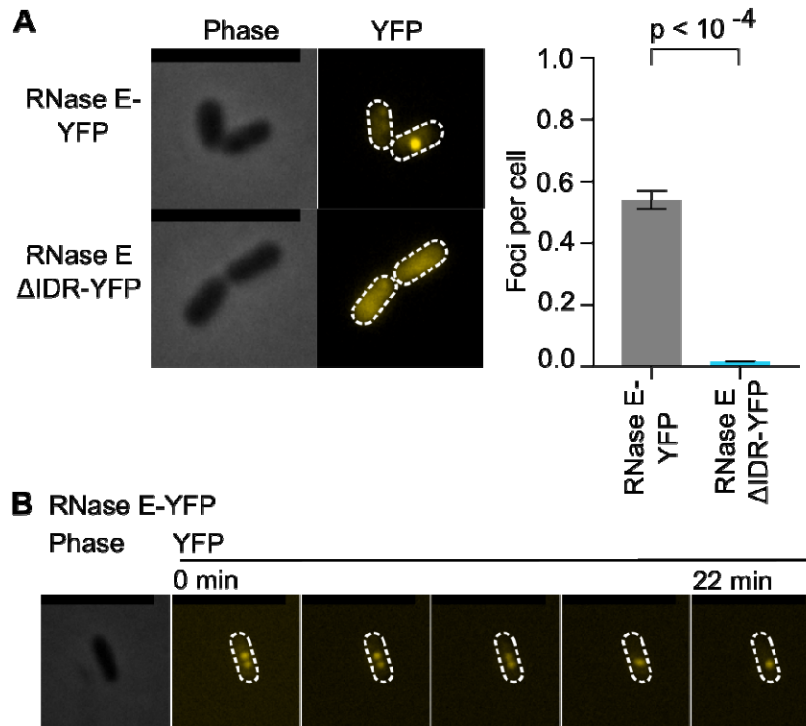 A
Phase YFP
RNase E-
YFP
RNase E
ΔIDR-YFP
p < 10 -4
1.0
0.8
0.6
0.4
0.2
0.0
Foci per cell
RNase E-
YFP
RNase E
ΔIDR-YFP
B RNase E-YFP
Phase YFP
0 min 22 min